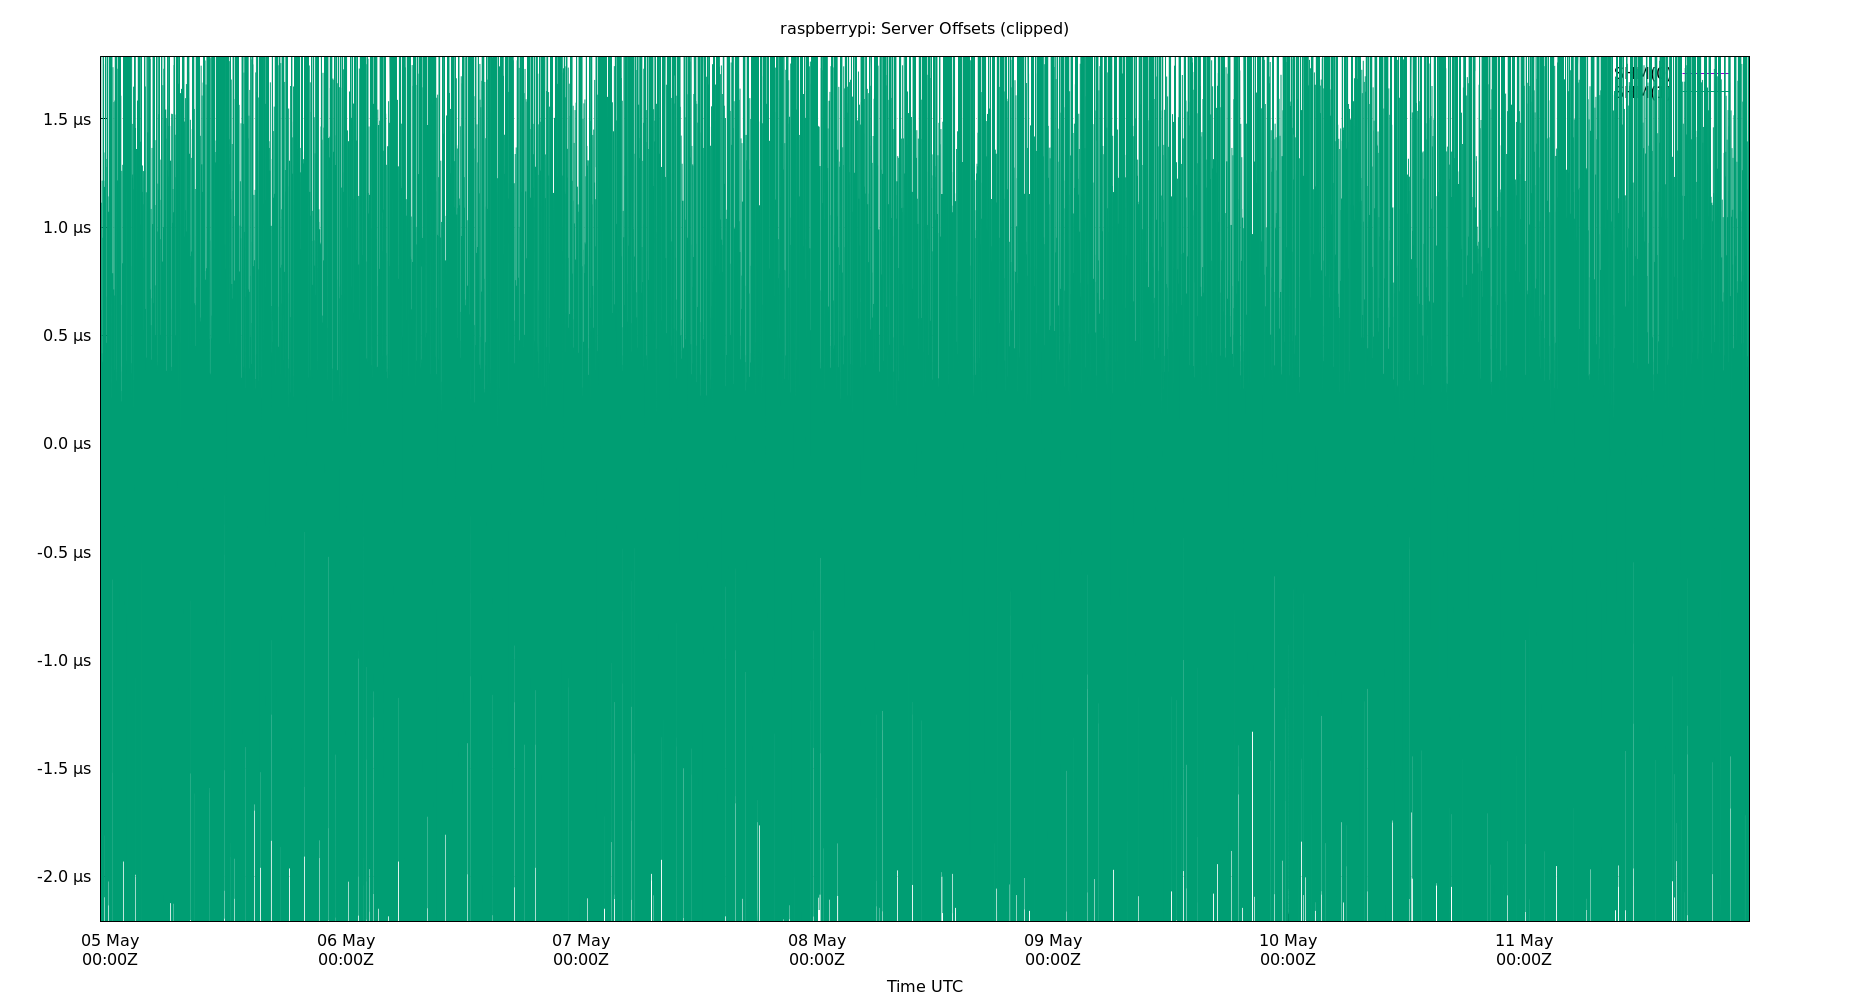 raspberrypi: Server Offsets (clipped)
SHM(0)
1.5 µs
1.0 µs
0.5 µs
0.0 µs
-0.5 µs
-1.0 µs
-1.5 µs
-2.0 µs
05 May 06 May 07 May 08 May 09 May 10 May 11 May
00:00Z 00:00Z 00:00Z 00:00Z 00:00Z 00:00Z 00:00Z
Time UTC